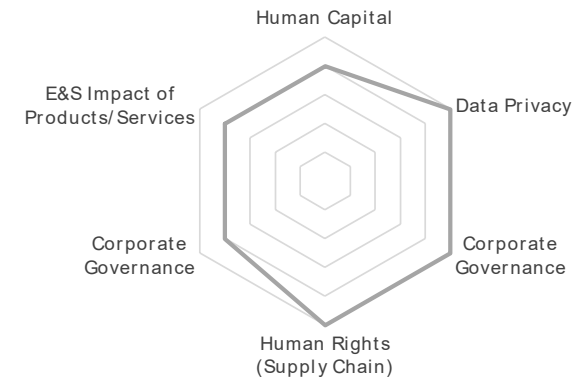 Human Capital
E&S Impact of
Products/Services
Data Privacy
Corporate
Governance
Corporate
Governance
Human Rights
(Supply Chain)